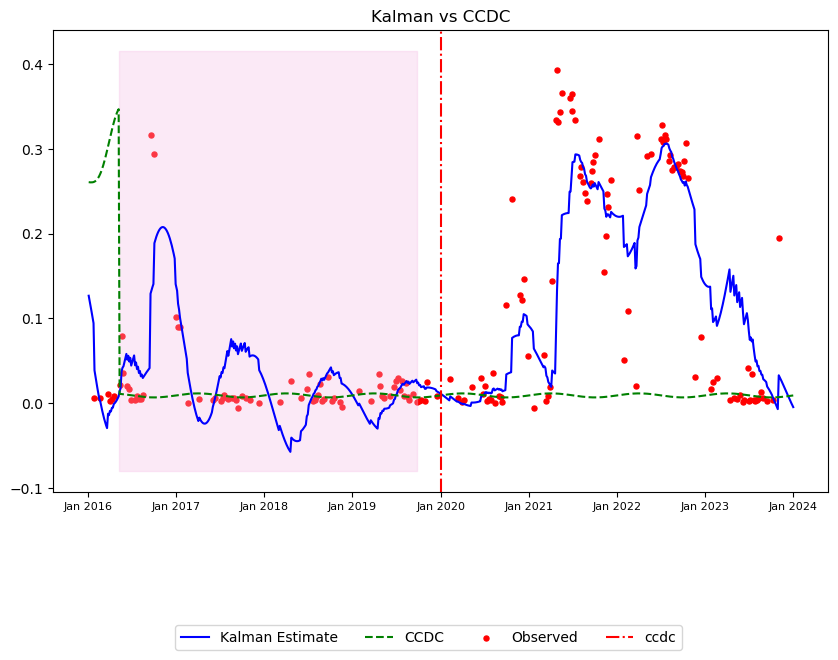 Kalman vs CCDC
0.4
0.3
0.2
0.1
0.0
−0.1
Jan 2016 Jan 2017 Jan 2018 Jan 2019 Jan 2020 Jan 2021 Jan 2022 Jan 2023 Jan 2024
Kalman Estimate CCDC Observed ccdc